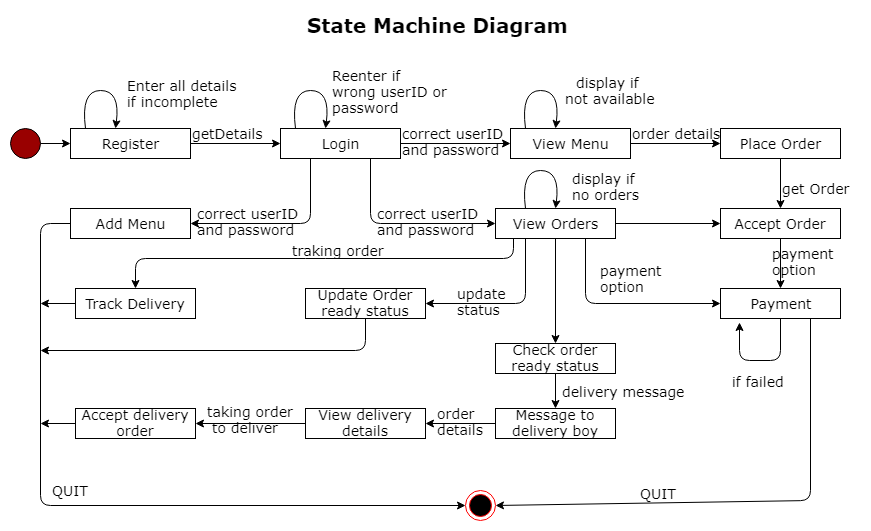 State Machine Diagram
Enter all details
if incomplete
Reenter if
wrong userID or
password
display if
not available
Register
getDetails
Login
correct userID
and password
View Menu
order details
Place Order
display if
no orders
get Order
Add Menu
correct userID
and password
correct userID
and password
View Orders
Accept Order
traking order
payment
option
payment
option
Track Delivery
Update Order
ready status
update
status
Payment
Check order
ready status
if failed
delivery message
Accept delivery
order
taking order
to deliver
View delivery
details
order
details
Message to
delivery boy
QUIT
QUIT